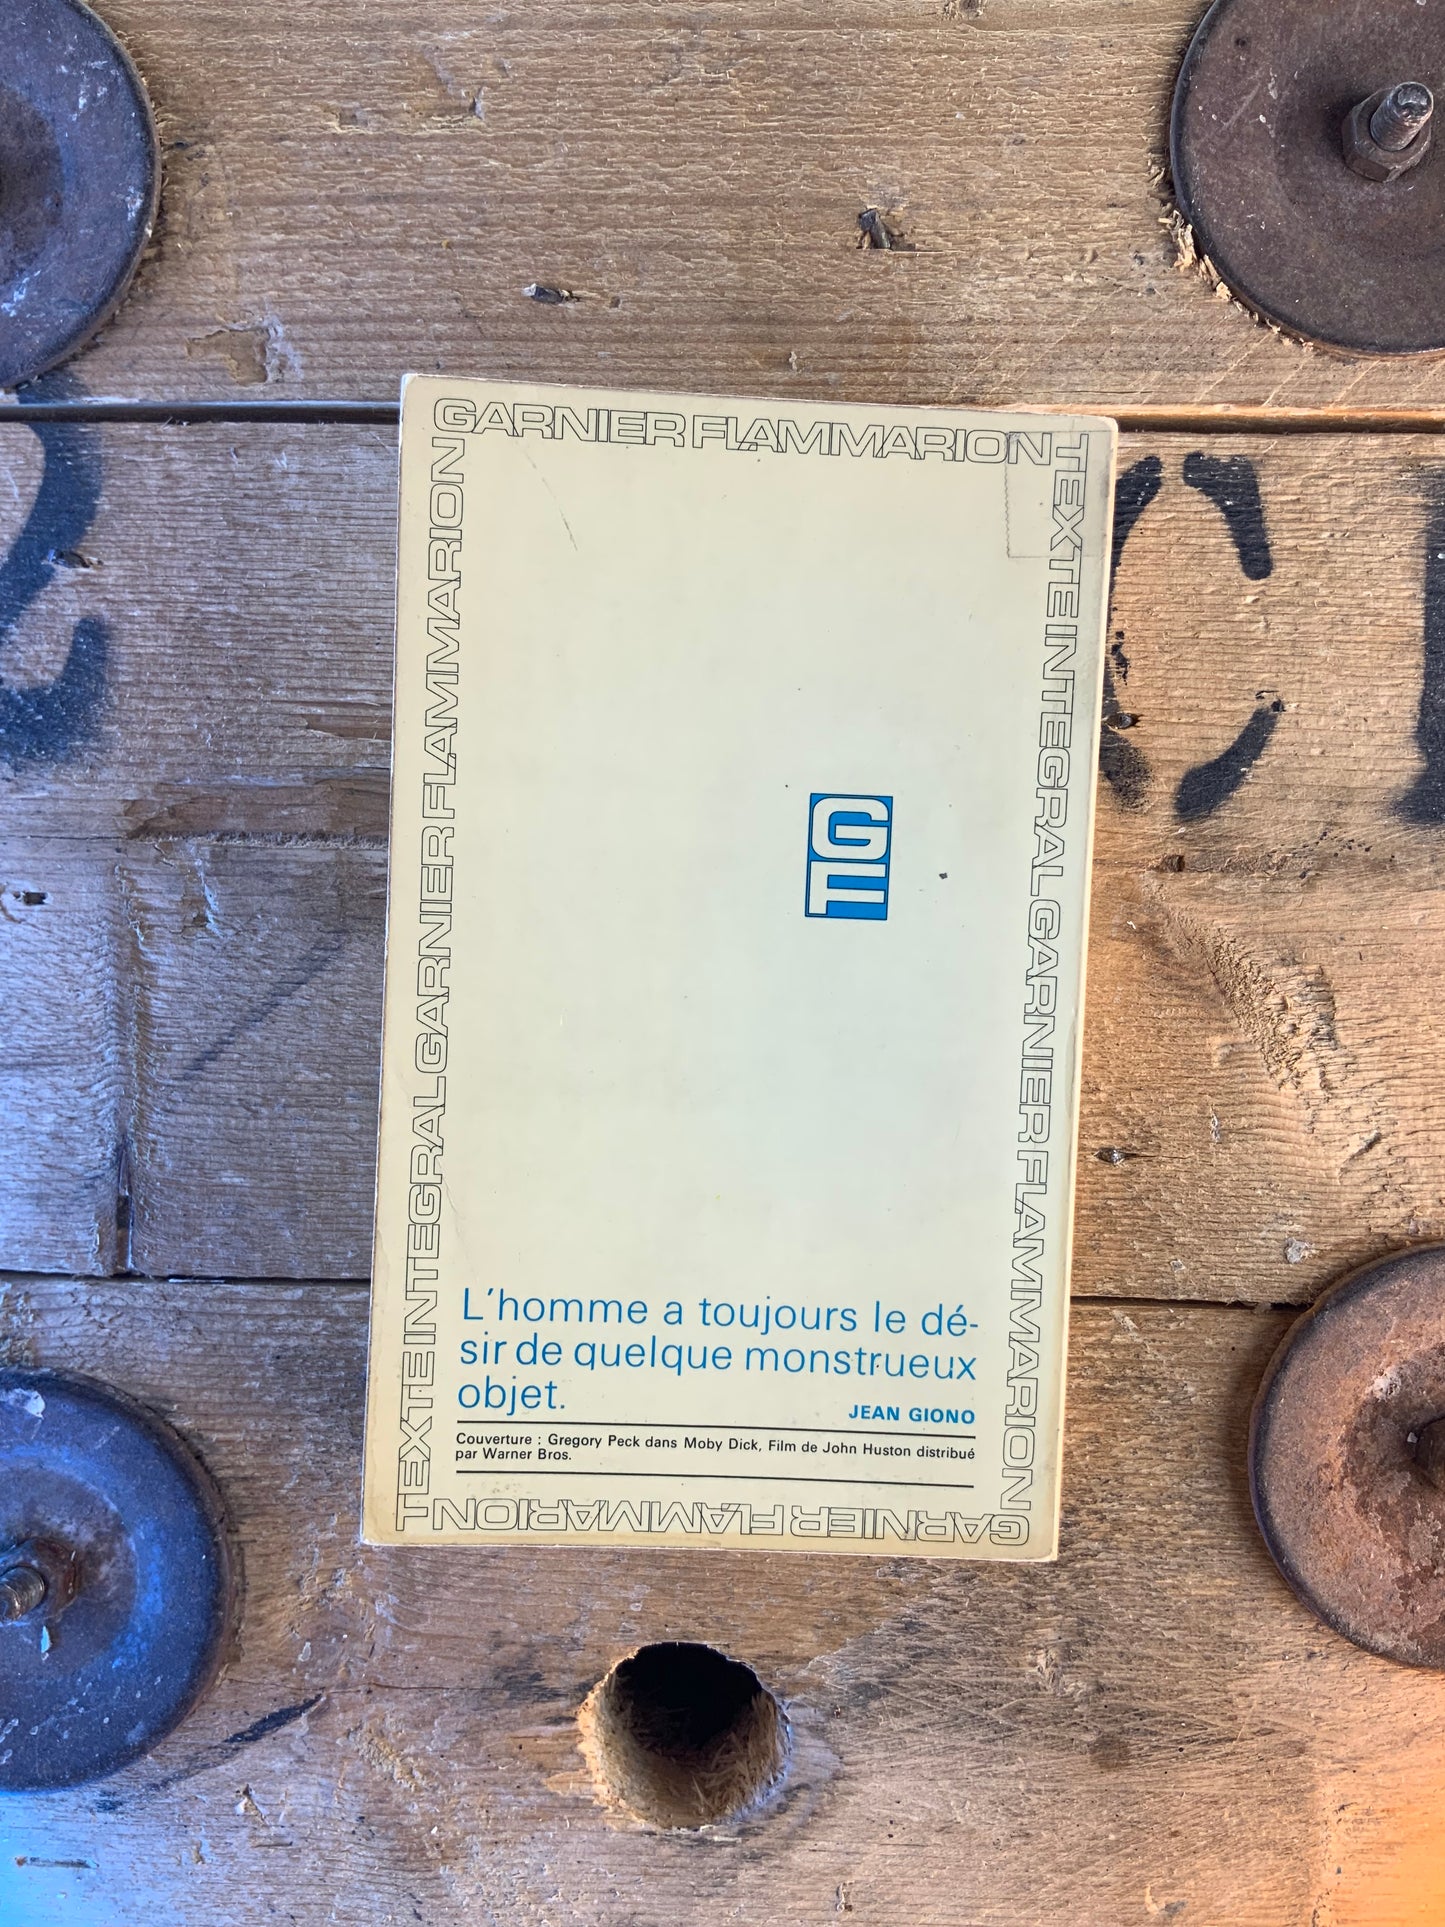 GARNIER FLAMMARION
TEXTE INTEGRAL GARNIER FLAMMARION
TEXTE INTEGRAL GARNIER FLAMMARION
GF
L'homme a toujours le dé-
sir de quelque monstrueux
objet.
JEAN GIONO
Couverture : Gregory Peck dans Moby Dick, Film de John Huston distribué
par Warner Bros.
GARNIER FLAMMARION